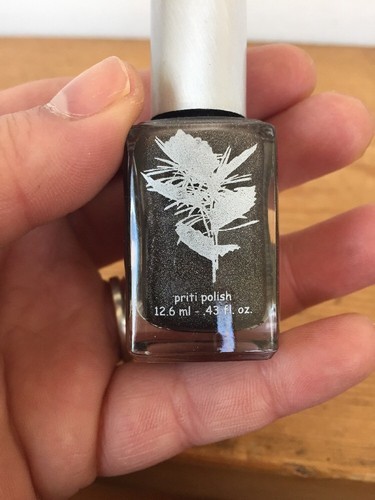 priti polish
12.6 ml - .43 fl. oz.